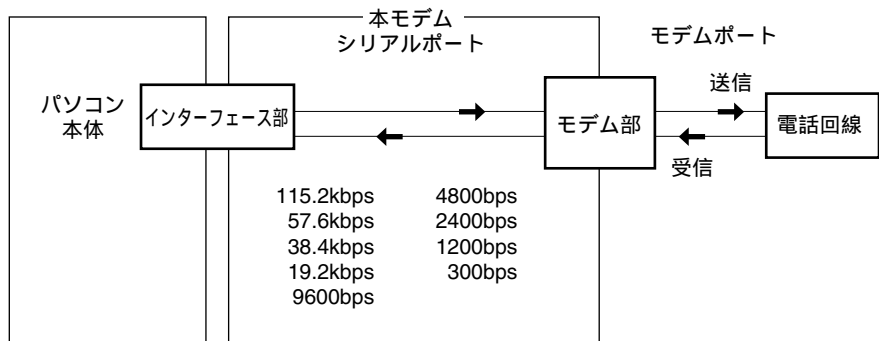 本モデム
シリアルポート
モデムポート
パソコン
本体
インターフェース部
モデム部
送信
受信
電話回線
115.2kbps
57.6kbps
38.4kbps
19.2kbps
9600bps
4800bps
2400bps
1200bps
300bps